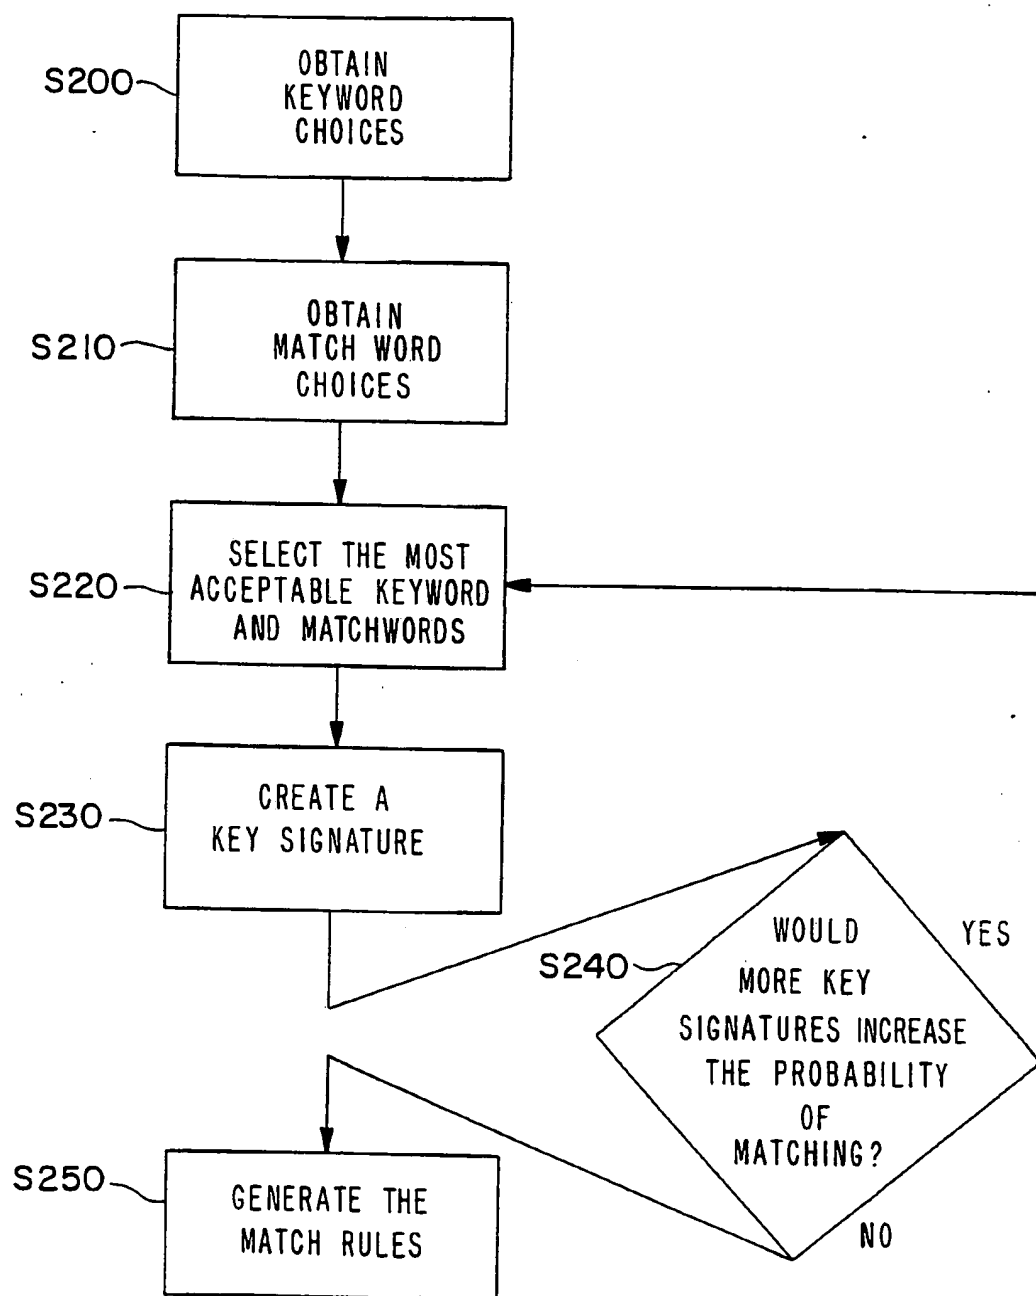 S200
OBTAIN
KEYWORD
CHOICES
S210
OBTAIN
MATCH WORD
CHOICES
S220
SELECT THE MOST
ACCEPTABLE KEYWORD
AND MATCHWORDS
S230
CREATE A
KEY SIGNATURE
S240
WOULD
MORE KEY
SIGNATURES INCREASE
THE PROBABILITY
OF
MATCHING?
YES
NO
S250
GENERATE THE
MATCH RULES